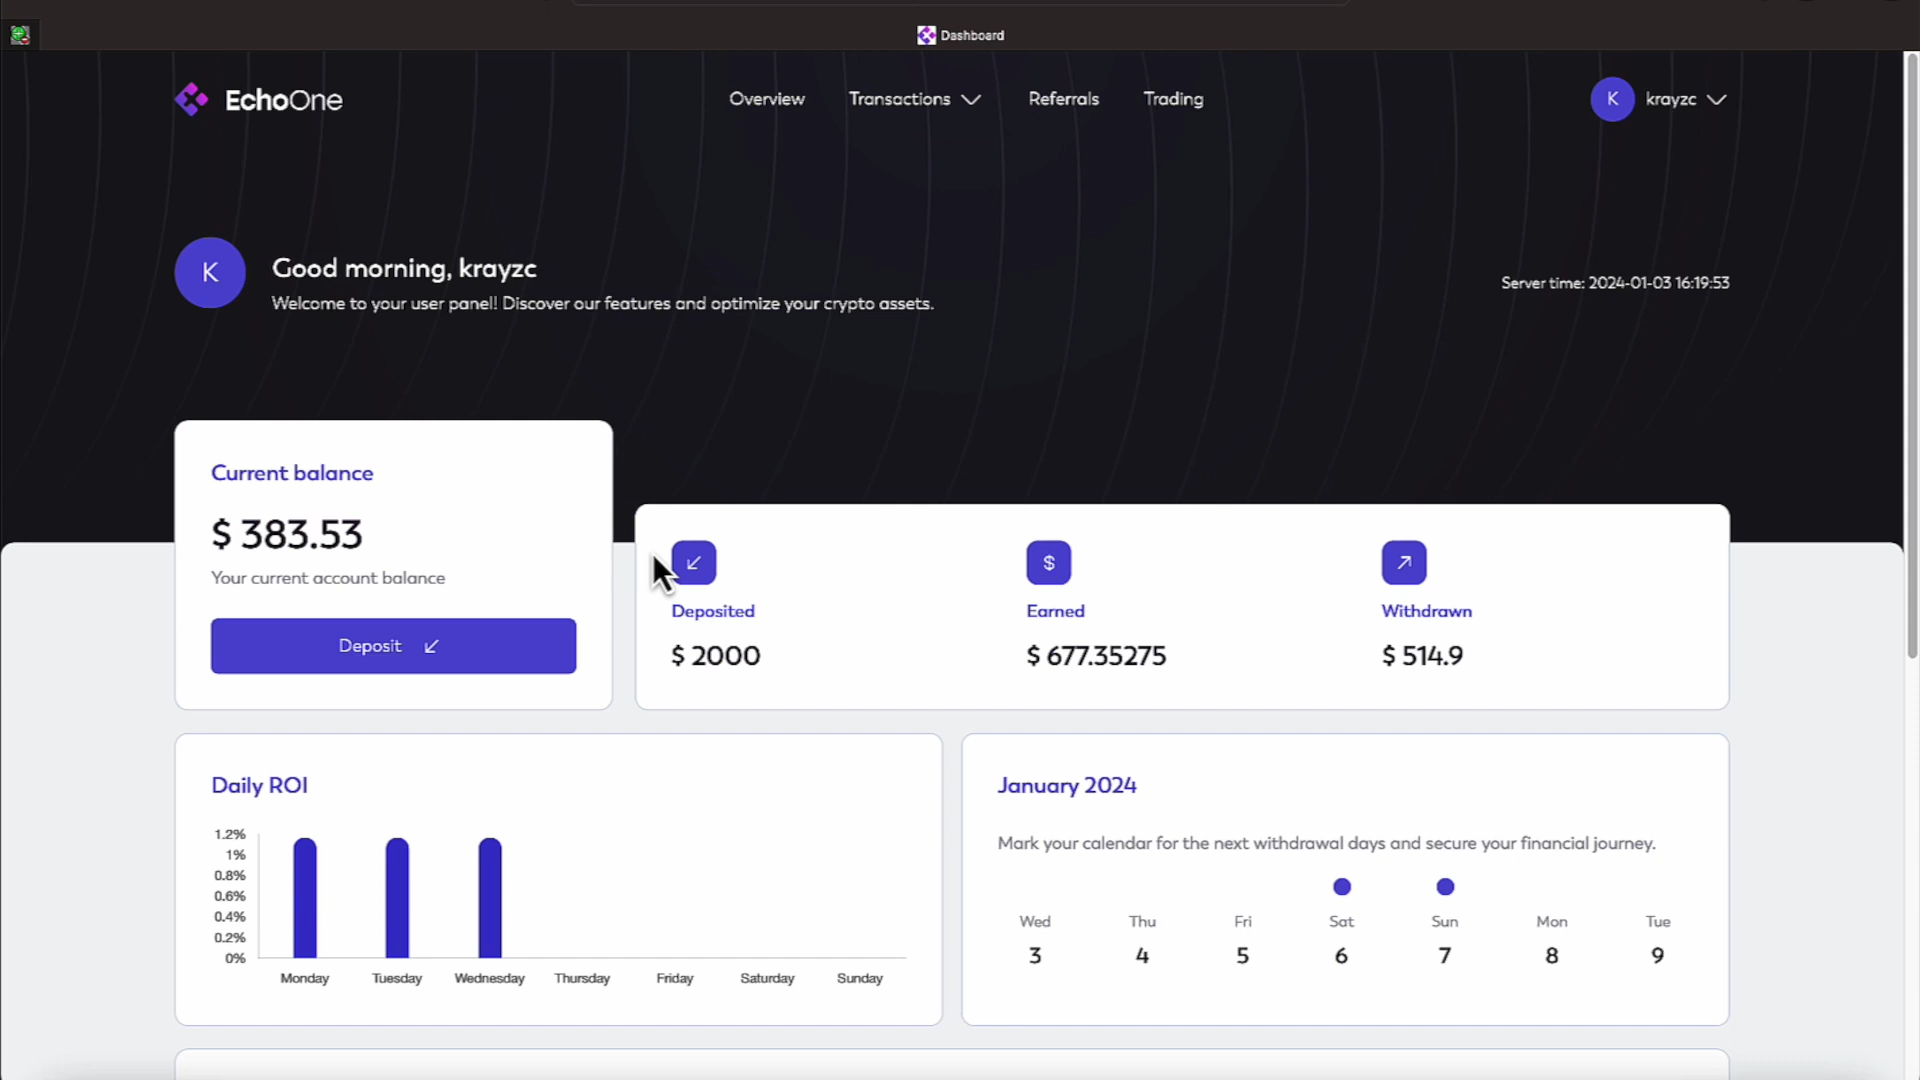 Dashboard
EchoOne
Overview
Transactions
Referrals
Trading
K
krayzc
K
Good morning, krayzc
Welcome to your user panel! Discover our features and optimize your crypto assets.
Server time: 2024-01-03 16:19:53
Current balance
$ 383.53
Your current account balance
Deposit
Deposited
$ 2000
$
Earned
$ 677.35275
Withdrawn
$ 514.9
Daily ROI
1.2%
1%
0.8%
0.6%
0.4%
0.2%
0%
Monday Tuesday Wednesday Thursday Friday Saturday Sunday
January 2024
Mark your calendar for the next withdrawal days and secure your financial journey.
Wed Thu Fri Sat Sun Mon Tue
3 4 5 6 7 8 9